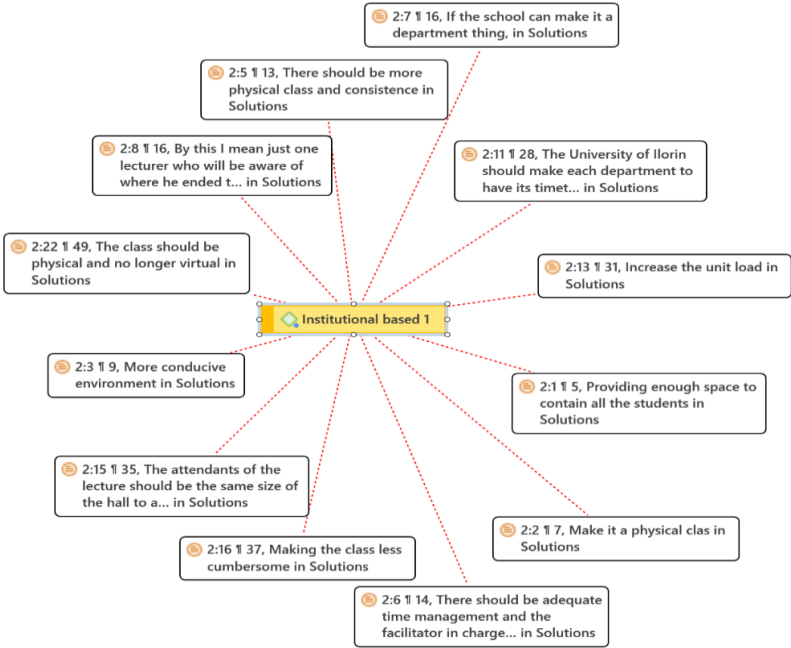 2:7 ¶ 16, If the school can make it a
department thing, in Solutions
2:5 ¶ 13, There should be more
physical class and consistence in
Solutions
2:8 ¶ 16, By this I mean just one
lecturer who will be aware of
where he ended t... in Solutions
2:11 ¶ 28, The University of Ilorin
should make each department to
have its timet... in Solutions
2:22 ¶ 49, The class should be
physical and no longer virtual in
Solutions
2:13 ¶ 31, Increase the unit load in
Solutions
Institutional based 1
2:3 ¶ 9, More conducive
environment in Solutions
2:1 ¶ 5, Providing enough space to
contain all the students in
Solutions
2:15 ¶ 35, The attendants of the
lecture should be the same size of
the hall to a... in Solutions
2:2 ¶ 7, Make it a physical clas in
Solutions
2:16 ¶ 37, Making the class less
cumbersome in Solutions
2:6 ¶ 14, There should be adequate
time management and the
facilitator in charge... in Solutions